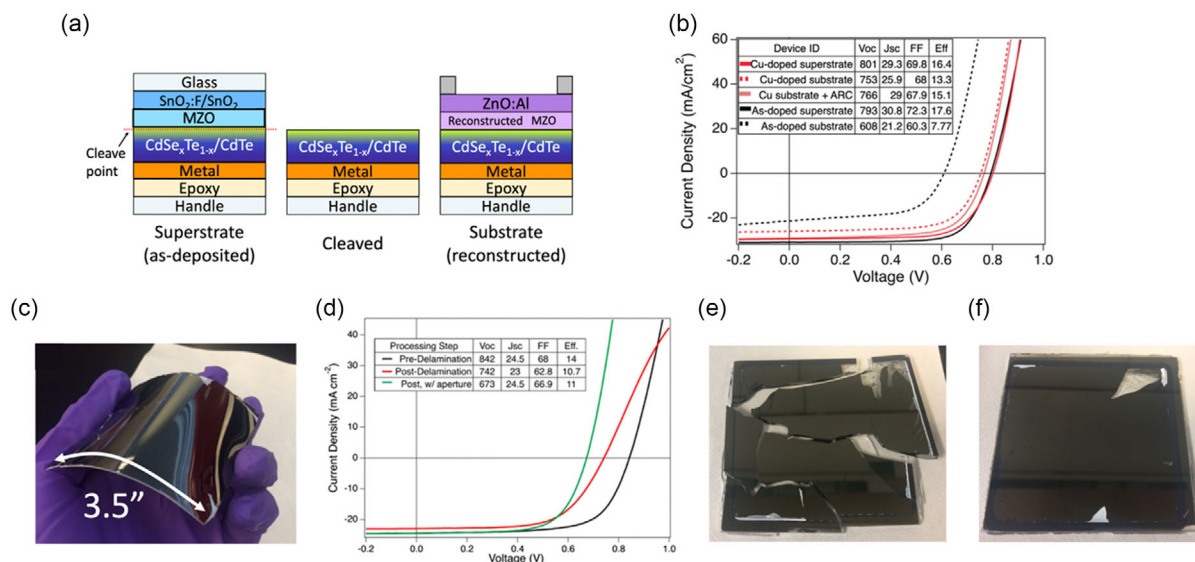 (a)
Glass
SnO₂:F/SnO₂
MZO
Cleave
point
CdSeₓTe₁₋ₓ/CdTe
Metal
Epoxy
Handle
Superstrate
(as-deposited)
CdSeₓTe₁₋ₓ/CdTe
Metal
Epoxy
Handle
Cleaved
ZnO:Al
Reconstructed MZO
CdSeₓTe₁₋ₓ/CdTe
Metal
Epoxy
Handle
Substrate
(reconstructed)
(b)
Current Density (mA/cm²)
60
40
20
0
-20
Device ID Voc Jsc FF Eff
Cu-doped superstrate 801 29.3 69.8 16.4
Cu-doped substrate 753 25.9 68 13.3
Cu substrate + ARC 766 29 67.9 15.1
As-doped superstrate 793 30.8 72.3 17.6
As-doped substrate 608 21.2 60.3 7.77
-0.2 0.0 0.2 0.4 0.6 0.8 1.0
Voltage (V)
(c)
3.5”
(d)
Current Density (mA cm⁻²)
40
30
20
10
0
-10
-20
Processing Step Voc Jsc FF Eff.
Pre-Delamination 842 24.5 68 14
Post-Delamination 742 23 62.8 10.7
Post, w/ aperture 673 24.5 66.9 11
-0.2 0.0 0.2 0.4 0.6 0.8 1.0
Voltage (V)
(e)
(f)